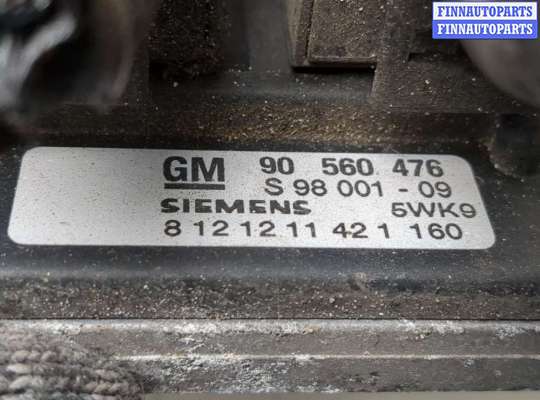 FINNAUTOPARTS
FINNAUTOPARTS
GM 90 560 476
S 98 001 - 09
SIEMENS 5WK9
8 12 12 11 42 1 160